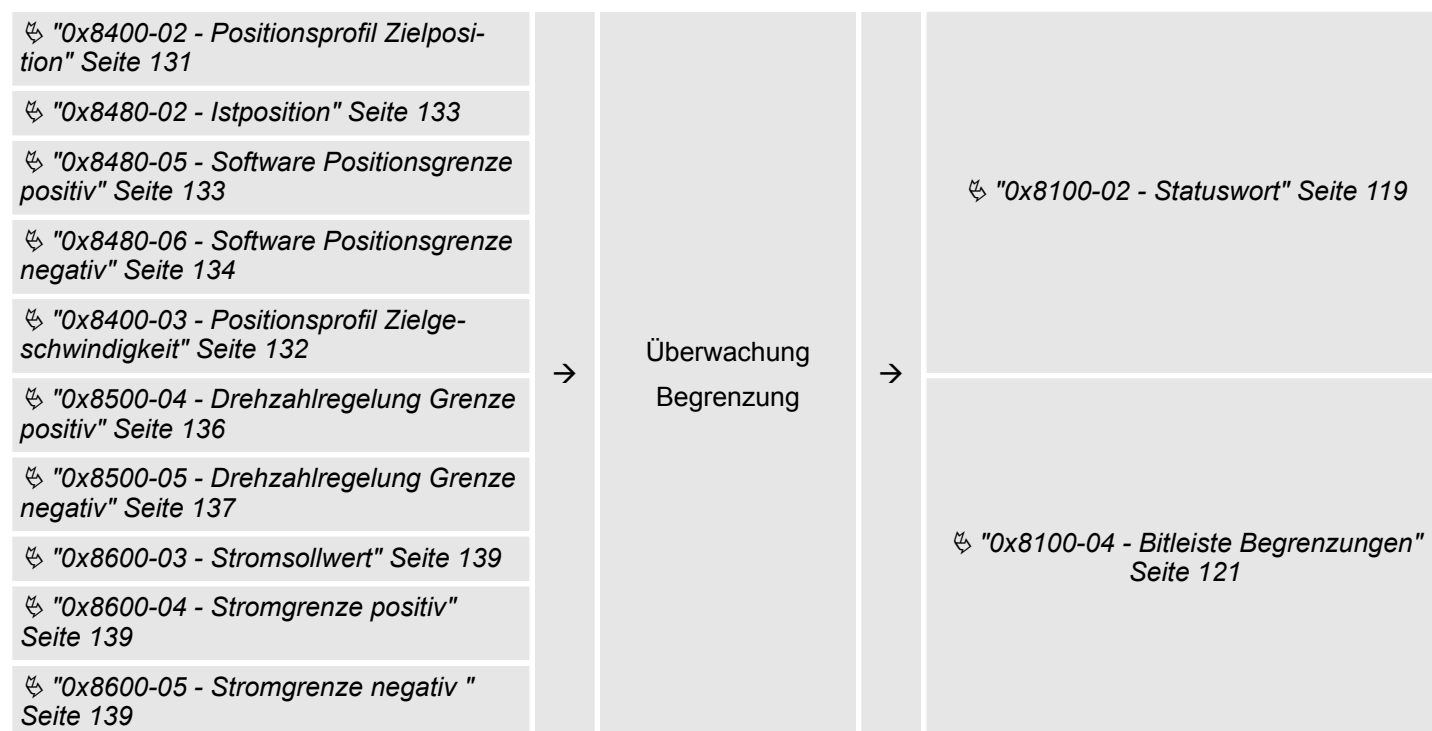 ↳ "0x8400-02 - Positionsprofil Zielposi-
tion" Seite 131
↳ "0x8480-02 - Istposition" Seite 133
↳ "0x8480-05 - Software Positionsgrenze
positiv" Seite 133
↳ "0x8480-06 - Software Positionsgrenze
negativ" Seite 134
↳ "0x8400-03 - Positionsprofil Zielge-
schwindigkeit" Seite 132
↳ "0x8500-04 - Drehzahlregelung Grenze
positiv" Seite 136
↳ "0x8500-05 - Drehzahlregelung Grenze
negativ" Seite 137
↳ "0x8600-03 - Stromsollwert" Seite 139
↳ "0x8600-04 - Stromgrenze positiv"
Seite 139
↳ "0x8600-05 - Stromgrenze negativ "
Seite 139
→
Überwachung
Begrenzung
→
↳ "0x8100-02 - Statuswort" Seite 119
↳ "0x8100-04 - Bitleiste Begrenzungen"
Seite 121